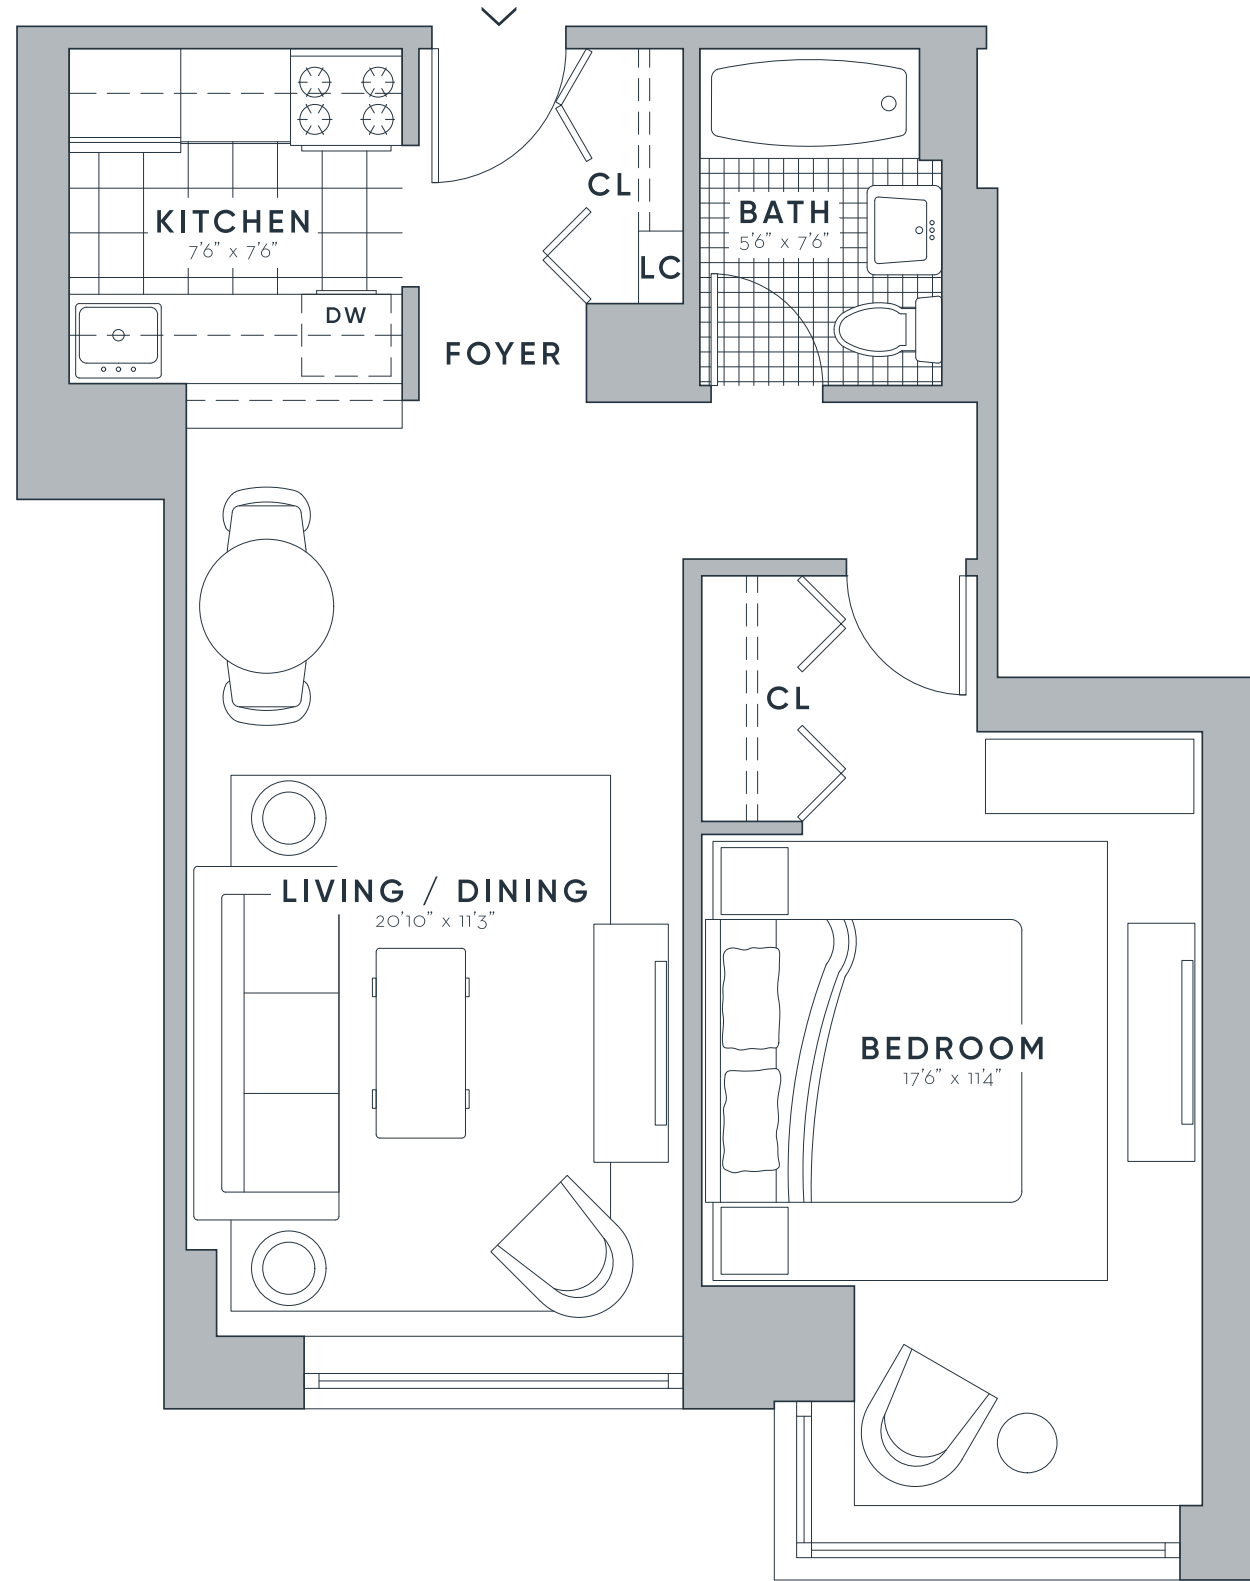 CL
KITCHEN
7'6" x 7'6"
BATH
5'6" x 7'6"
LC
DW
FOYER
CL
LIVING / DINING
20'10" x 11'3"
BEDROOM
17'6" x 11'4"